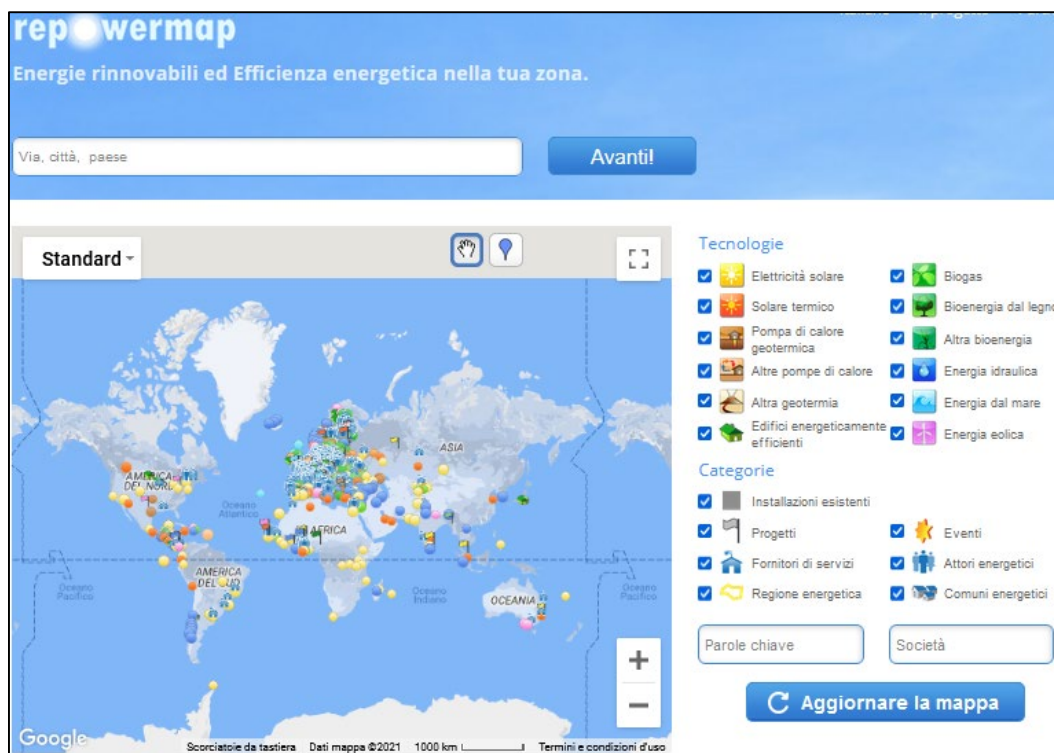 repowermap
Energie rinnovabili ed Efficienza energetica nella tua zona.
Via, città, paese
Avanti!
Standard
Tecnologie
Elettricità solare
Biogas
Solare termico
Bioenergia dal legno
Pompa di calore
geotermica
Altra bioenergia
Altre pompe di calore
Energia idraulica
Altra geotermia
Energia dal mare
Edifici energeticamente
efficienti
Energia eolica
Categorie
Installazioni esistenti
Progetti
Eventi
Fornitori di servizi
Attori energetici
Regione energetica
Comuni energetici
Parole chiave
Società
Aggiornare la mappa
ASIA
AMERICA
DEL NORD
Oceano
Atlantico
AFRICA
AMERICA
DEL SUD
Oceano
Pacifico
Oceano
Indiano
OCEANIA
Oceano
Pacifico
Google
Scorciatoie da tastiera
Dati mappa ©2021
1000 km
Termini e condizioni d'uso